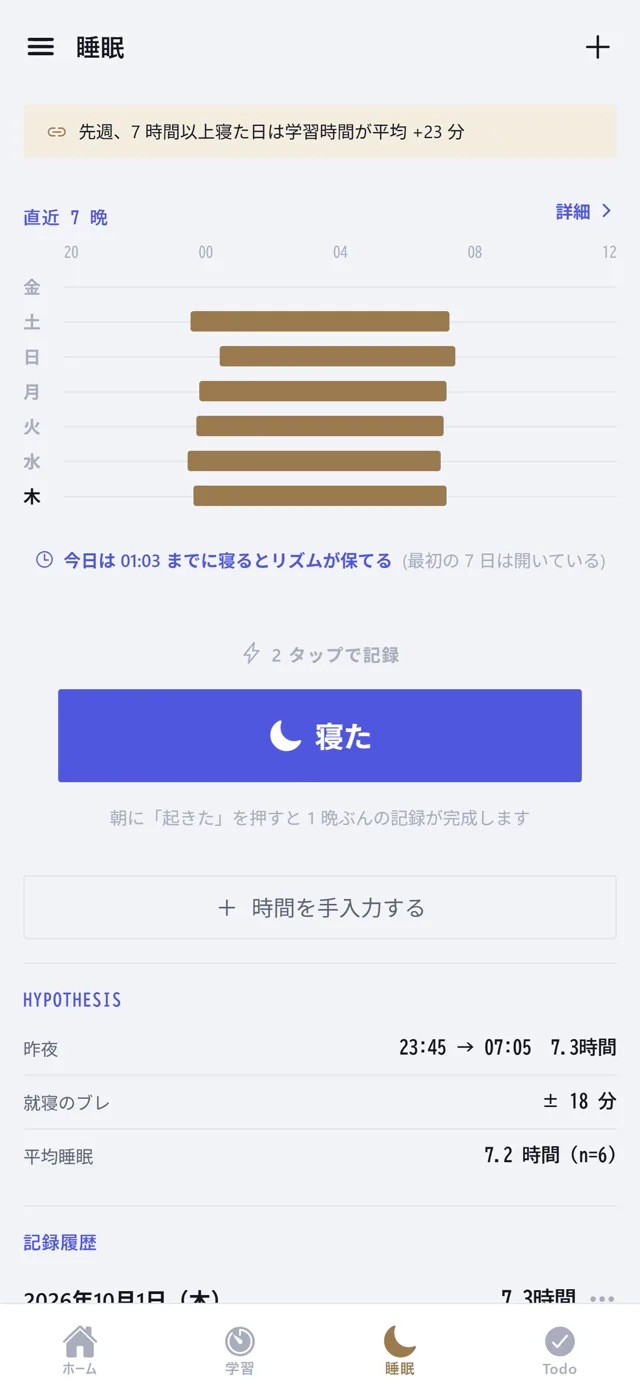 睡眠
先週、7 時間以上寝た日は学習時間が平均 +23 分
直近 7 晩
詳細
20 00 04 08 12
金
土
日
月
火
水
木
今日は 01:03 までに寝るとリズムが保てる (最初の 7 日は開いている)
2 タップで記録
寝た
朝に「起きた」を押すと 1 晩ぶんの記録が完成します
時間を手入力する
HYPOTHESIS
昨夜 23:45 → 07:05 7.3時間
就寝のブレ ± 18 分
平均睡眠 7.2 時間 (n=6)
記録履歴
2026年10月1日 (木) 7.3時間
ホーム 学習 睡眠 Todo